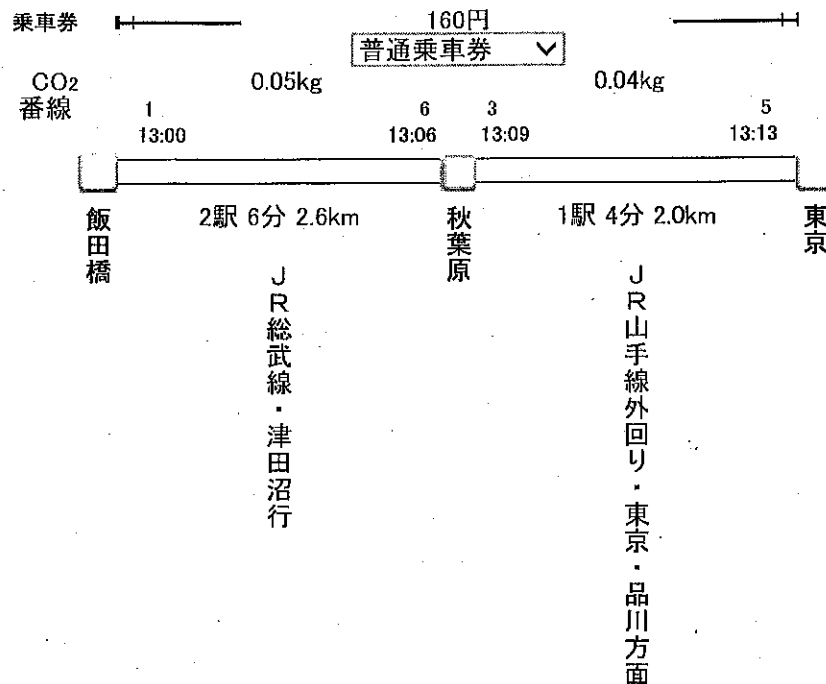 乗車券 160円
普通乗車券
CO2 0.05kg 0.04kg
番線 1 6 3 5
13:00 13:06 13:09 13:13
飯田橋
2駅 6分 2.6km
秋葉原
1駅 4分 2.0km
東京
JR総武線・津田沼行
JR山手線外回り・東京・品川方面